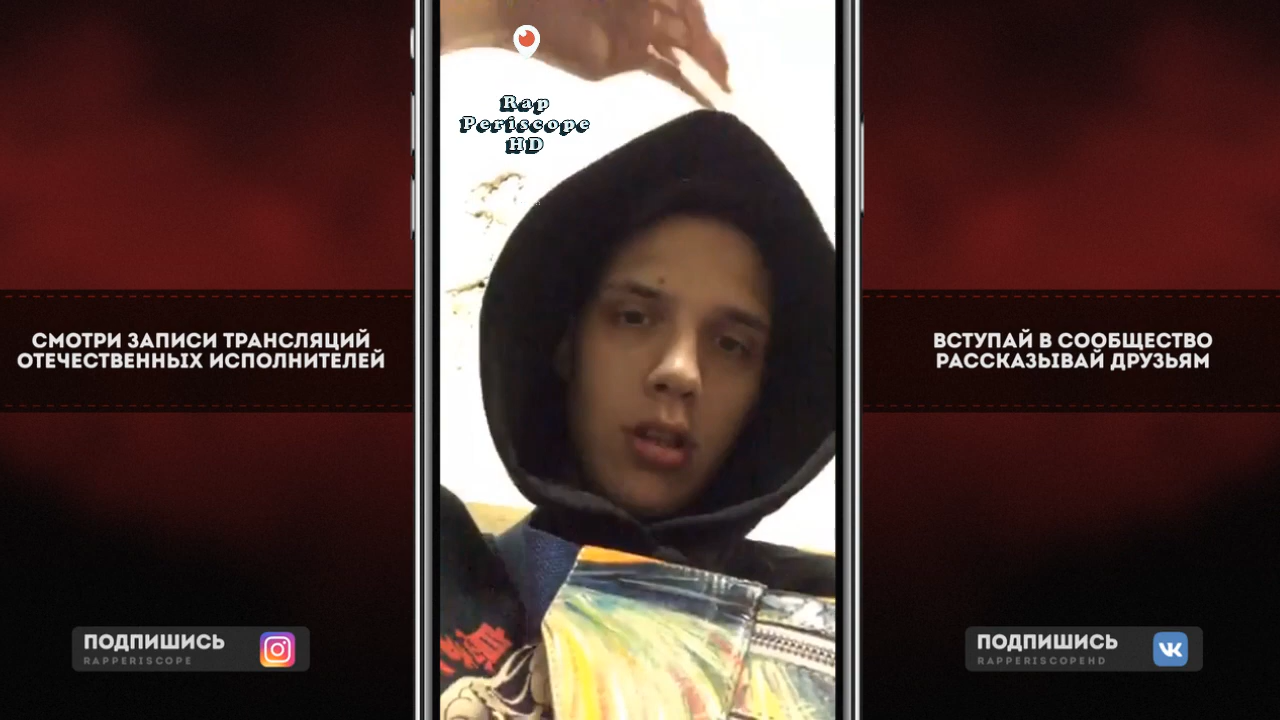 Rap
Periscope
HD
СМОТРИ ЗАПИСИ ТРАНСЛЯЦИЙ
ОТЕЧЕСТВЕННЫХ ИСПОЛНИТЕЛЕЙ
ВСТУПАЙ В СООБЩЕСТВО
РАССКАЗЫВАЙ ДРУЗЬЯМ
ПОДПИШИСЬ
RAPPERISCOPE
ПОДПИШИСЬ
RAPPERISCOPEHD